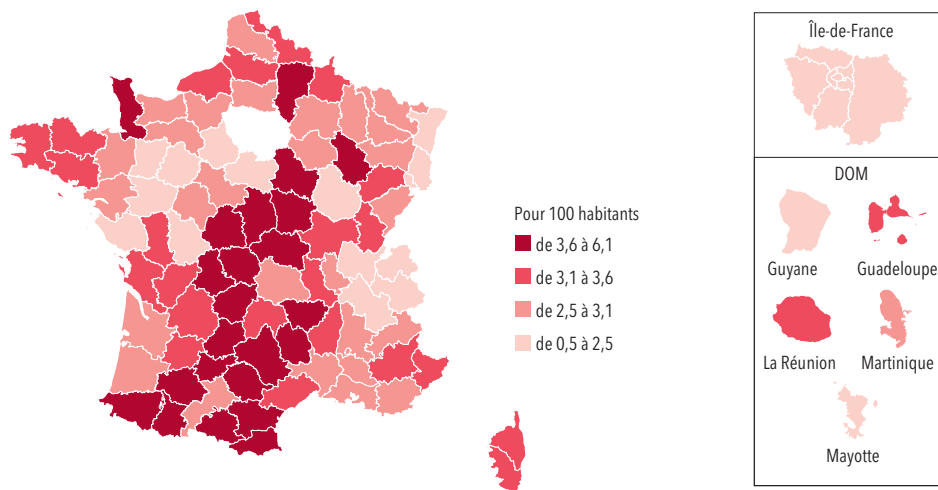 Île-de-France
DOM
Pour 100 habitants
de 3,6 à 6,1
de 3,1 à 3,6
de 2,5 à 3,1
de 0,5 à 2,5
Guyane
Guadeloupe
La Réunion
Martinique
Mayotte